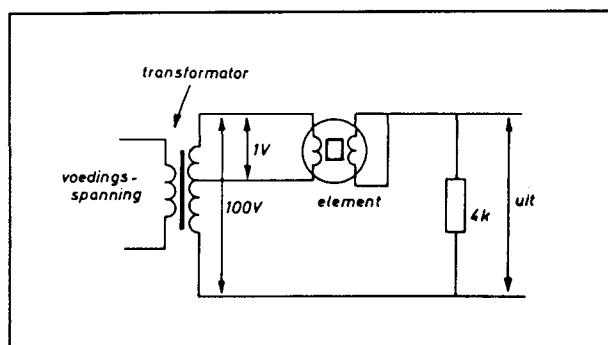 transformator
voedings-
spanning
1V
100V
element
4k
uit